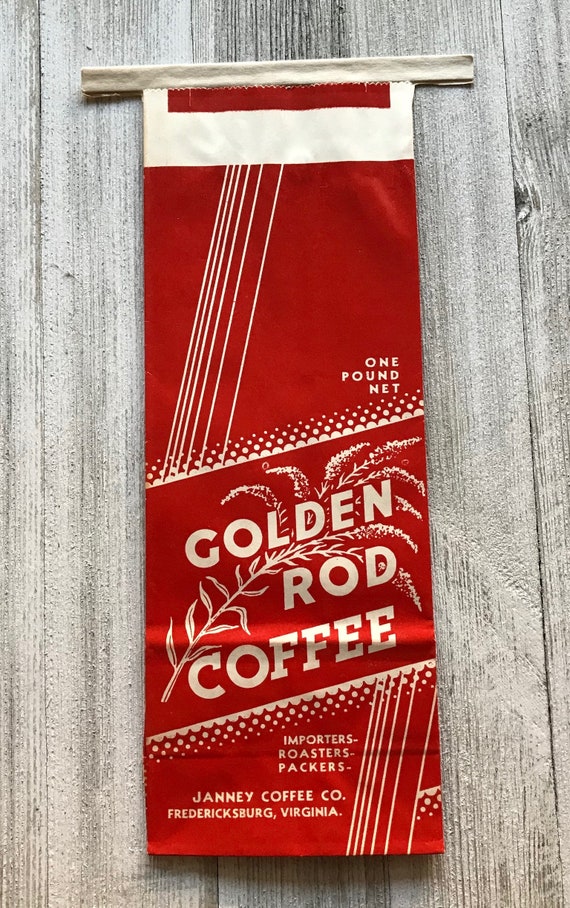 ONE
POUND
NET
GOLDEN
ROD
COFFEE
IMPORTERS-
ROASTERS-
PACKERS-
JANNEY COFFEE CO.
FREDERICKSBURG, VIRGINIA.